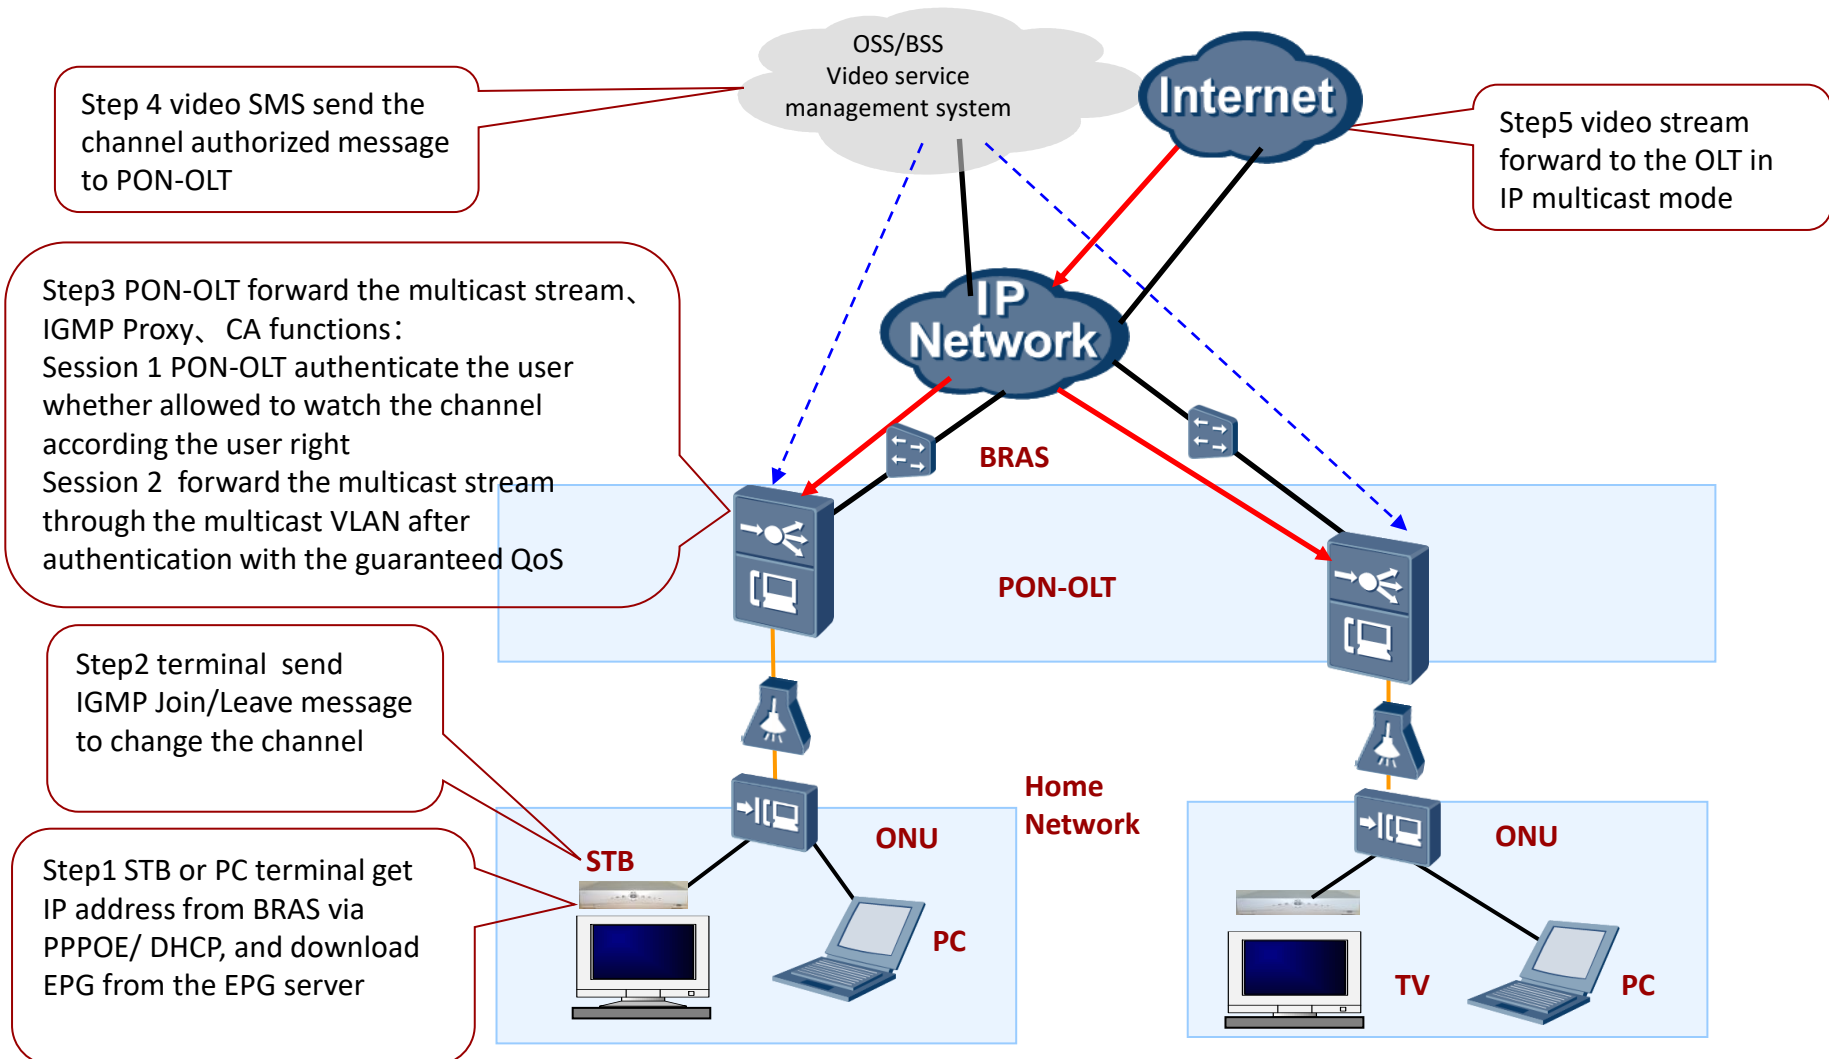 OSS/BSS
Video service
management system
Internet
Step 4 video SMS send the
channel authorized message
to PON-OLT
Step5 video stream
forward to the OLT in
IP multicast mode
Step3 PON-OLT forward the multicast stream、
IGMP Proxy、 CA functions：
Session 1 PON-OLT authenticate the user
whether allowed to watch the channel
according the user right
Session 2  forward the multicast stream
through the multicast VLAN after
authentication with the guaranteed QoS
IP
Network
BRAS
PON-OLT
Step2 terminal  send
IGMP Join/Leave message
to change the channel
Home
Network
STB
ONU
ONU
Step1 STB or PC terminal get
IP address from BRAS via
PPPOE/ DHCP, and download
EPG from the EPG server
PC
TV
PC